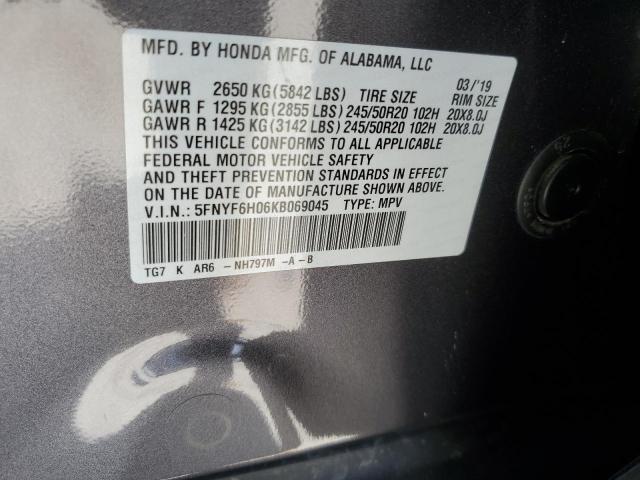 MFD. BY HONDA MFG. OF ALABAMA, LLC
03/'19
GVWR 2650 KG(5842 LBS) TIRE SIZE RIM SIZE
GAWR F 1295 KG(2855 LBS)245/50R20 102H 20X8.0J
GAWR R 1425 KG(3142 LBS)245/50R20 102H 20X8.0J
THIS VEHICLE CONFORMS TO ALL APPLICABLE
FEDERAL MOTOR VEHICLE SAFETY
AND THEFT PREVENTION STANDARDS IN EFFECT
ON THE DATE OF MANUFACTURE SHOWN ABOVE.
V.I.N.: 5FNYF6H06KB069045 TYPE: MPV
TG7 K AR6 -NH797M -A-B